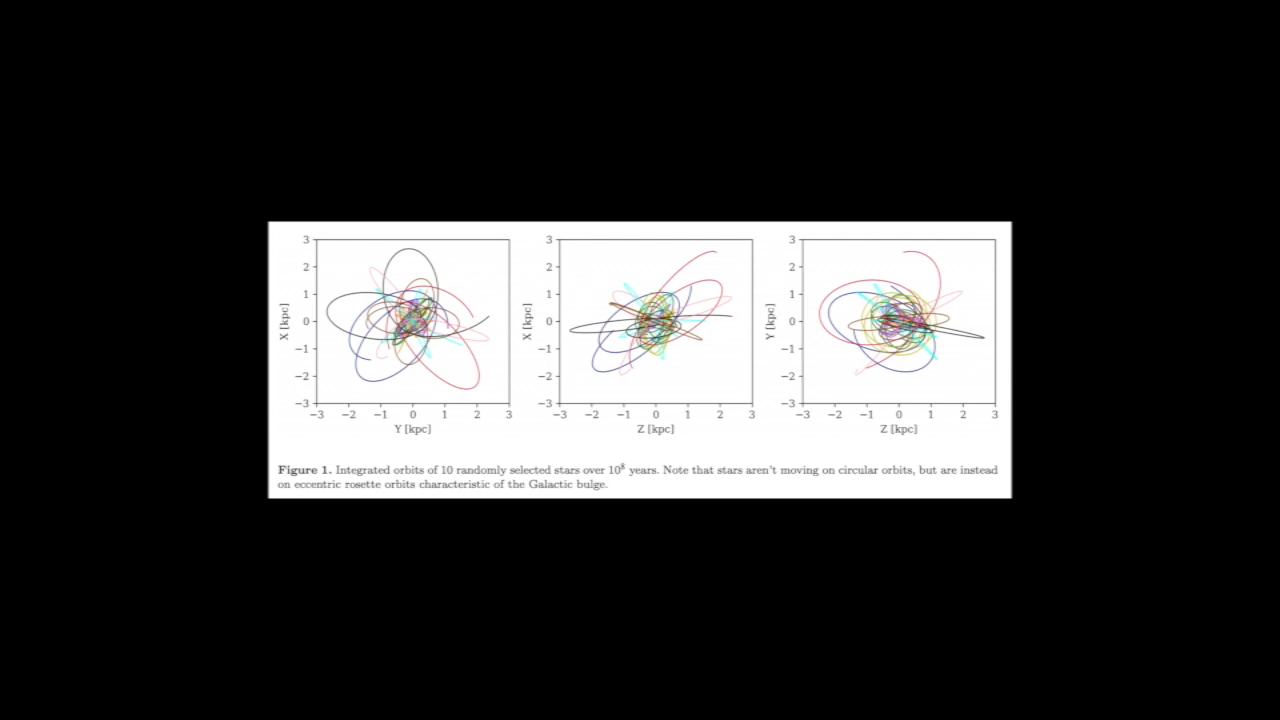 3
2
1
0
−1
−2
−3
X [kpc]
−3 −2 −1 0 1 2 3
Y [kpc]
3
2
1
0
−1
−2
−3
X [kpc]
−3 −2 −1 0 1 2 3
Z [kpc]
3
2
1
0
−1
−2
−3
Y [kpc]
−3 −2 −1 0 1 2 3
Z [kpc]
Figure 1. Integrated orbits of 10 randomly selected stars over 10⁸ years. Note that stars aren't moving on circular orbits, but are instead
on eccentric rosette orbits characteristic of the Galactic bulge.